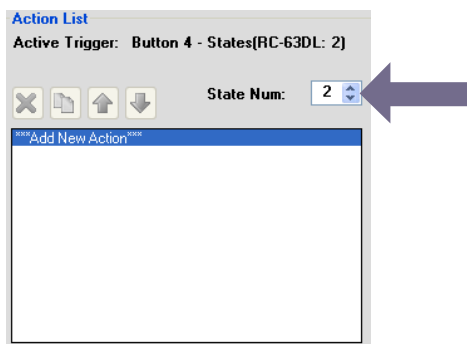 Action List
Active Trigger: Button 4 - States(RC-63DL: 2)
State Num: 2
***Add New Action***